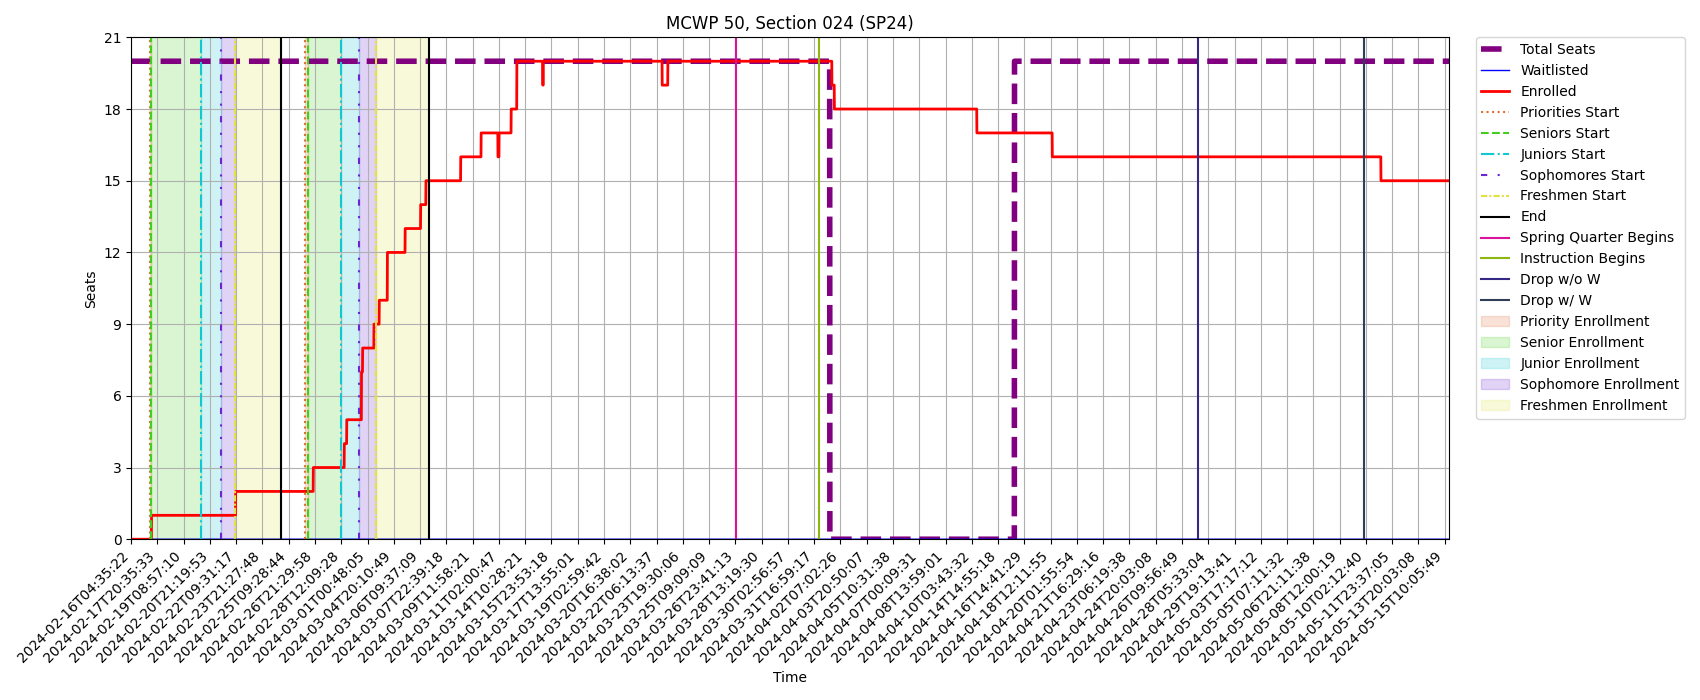 MCWP 50, Section 024 (SP24)
21
18
15
12
9
6
3
0
Seats
2024-02-16T04:35:22
2024-02-17T20:35:33
2024-02-19T08:57:10
2024-02-20T21:19:53
2024-02-22T09:31:17
2024-02-23T21:27:48
2024-02-25T09:28:44
2024-02-26T21:29:58
2024-02-28T12:09:28
2024-03-01T00:48:05
2024-03-04T20:10:49
2024-03-06T09:37:09
2024-03-07T22:39:18
2024-03-09T11:58:21
2024-03-11T02:00:47
2024-03-14T10:28:21
2024-03-15T23:53:18
2024-03-17T13:55:01
2024-03-19T02:59:42
2024-03-20T16:38:02
2024-03-22T06:13:37
2024-03-23T19:30:06
2024-03-25T09:09:09
2024-03-26T23:41:13
2024-03-28T13:19:30
2024-03-30T02:56:57
2024-03-31T16:59:17
2024-04-02T07:02:26
2024-04-03T20:50:07
2024-04-05T10:31:38
2024-04-07T00:09:31
2024-04-08T13:59:01
2024-04-10T03:43:32
2024-04-14T14:55:18
2024-04-16T14:41:29
2024-04-18T12:11:55
2024-04-20T01:55:54
2024-04-21T16:29:16
2024-04-23T06:19:38
2024-04-24T20:03:08
2024-04-26T09:56:49
2024-04-28T05:33:04
2024-04-29T19:13:41
2024-05-03T17:17:12
2024-05-05T07:11:32
2024-05-06T21:11:38
2024-05-08T12:00:19
2024-05-10T02:12:40
2024-05-11T23:37:05
2024-05-13T20:03:08
2024-05-15T10:05:49
Time
Total Seats
Waitlisted
Enrolled
Priorities Start
Seniors Start
Juniors Start
Sophomores Start
Freshmen Start
End
Spring Quarter Begins
Instruction Begins
Drop w/o W
Drop w/ W
Priority Enrollment
Senior Enrollment
Junior Enrollment
Sophomore Enrollment
Freshmen Enrollment